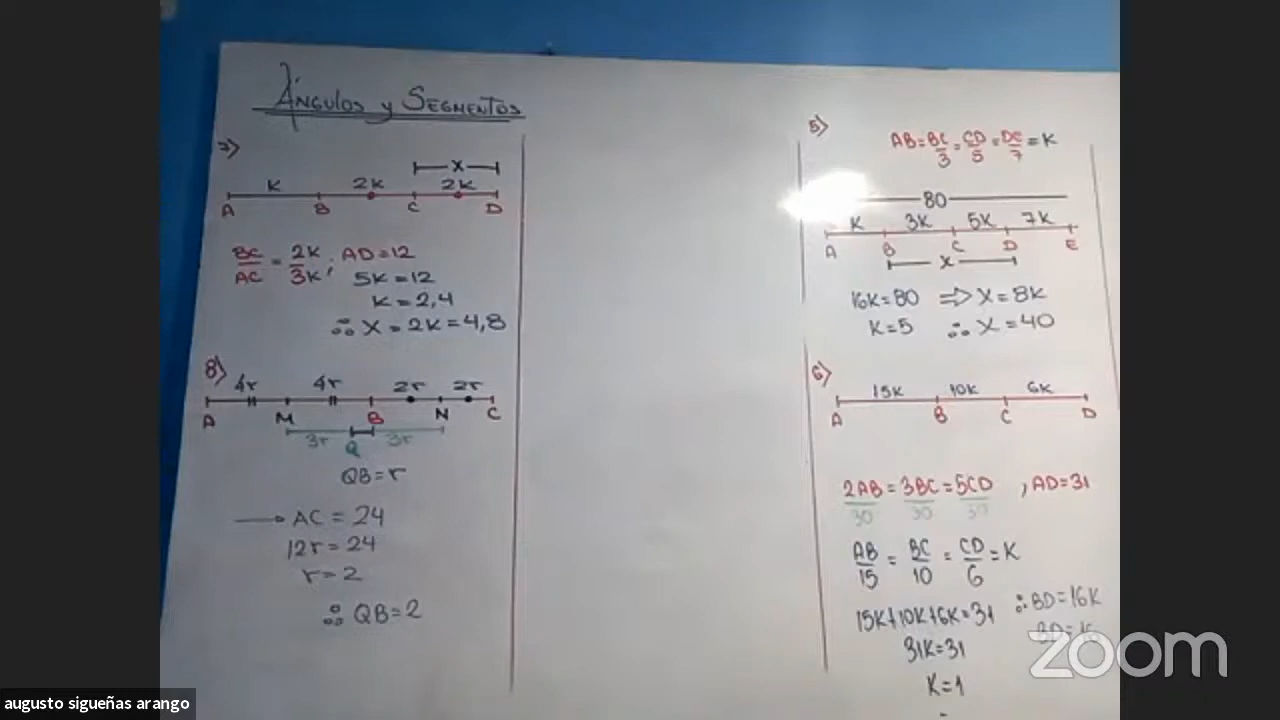 Ángulos y Segmentos
7)
x
K 2K 2K
A B C D
BC/AC = 2K/3K ; AD=12
5K=12
K=2,4
∴ X=2K=4,8
8)
4r 4r 2r 2r
A M B N C
3r Q 3r
QB=r
→ AC=24
12r=24
r=2
∴ QB=2
5)
AB=BC/3=CD/5=DC/7=K
80
K 3K 5K 7K
A B C D E
x
16K=80 ⇒ X=8K
K=5 ∴ X=40
6)
15K 10K 6K
A B C D
2AB/30=3BC/30=5CD/30 , AD=31
AB/15=BC/10=CD/6=K
15K+10K+6K=31 ∴ BD=16K
31K=31 BD=16
K=1
zoom
augusto sigueñas arango